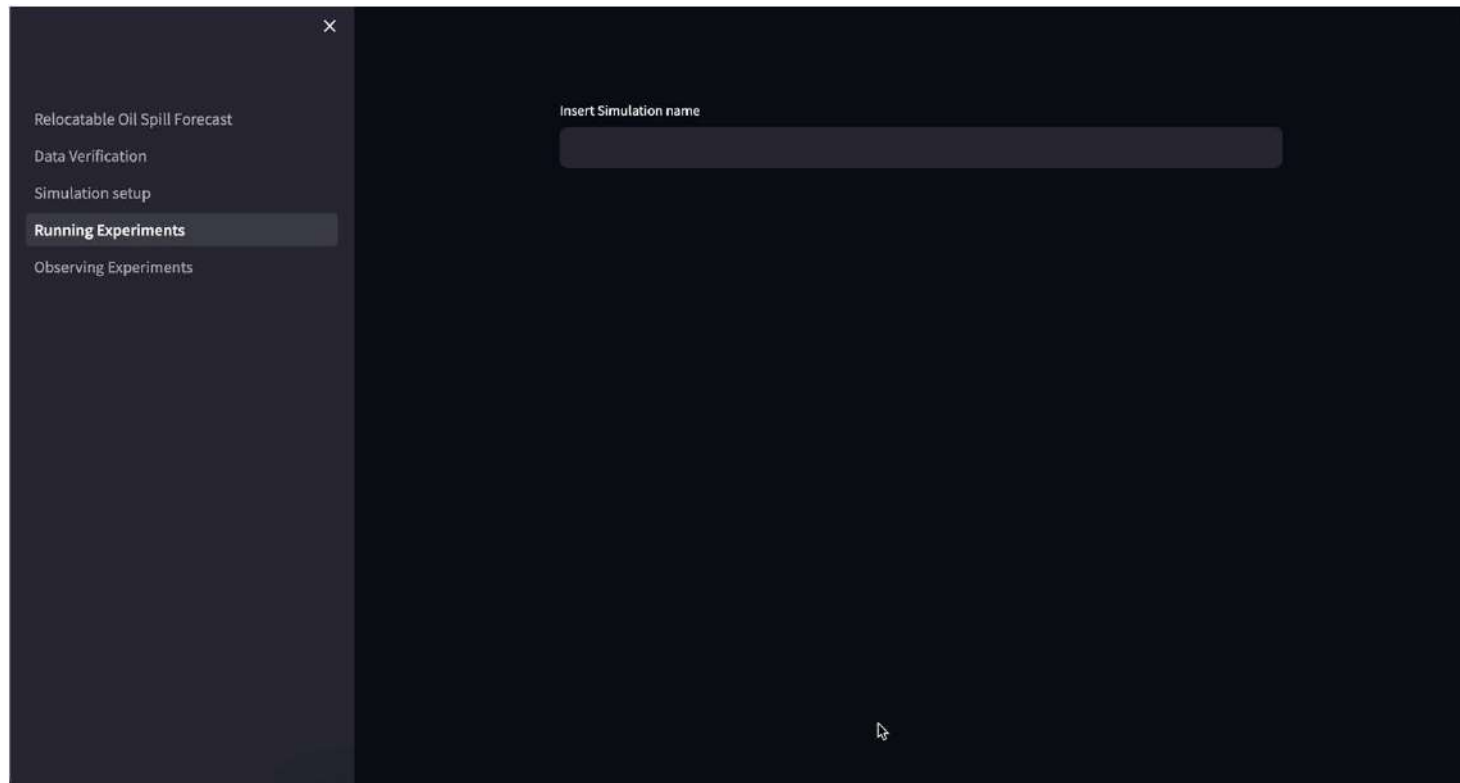 Relocatable Oil Spill Forecast
Data Verification
Simulation setup
Running Experiments
Observing Experiments
Insert Simulation name